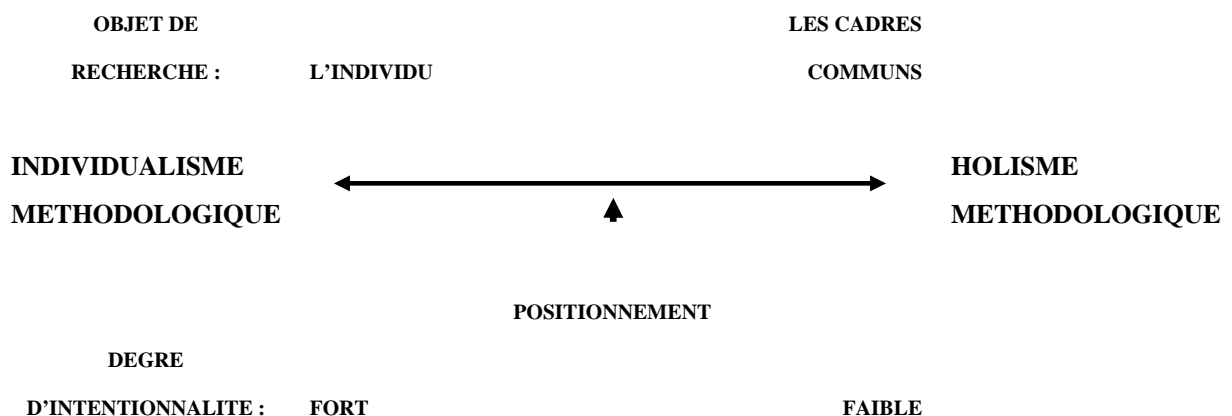 OBJET DE LES CADRES
RECHERCHE : L’INDIVIDU COMMUNS
INDIVIDUALISME HOLISME
METHODOLOGIQUE METHODOLOGIQUE
POSITIONNEMENT
DEGRE
D’INTENTIONNALITE : FORT FAIBLE